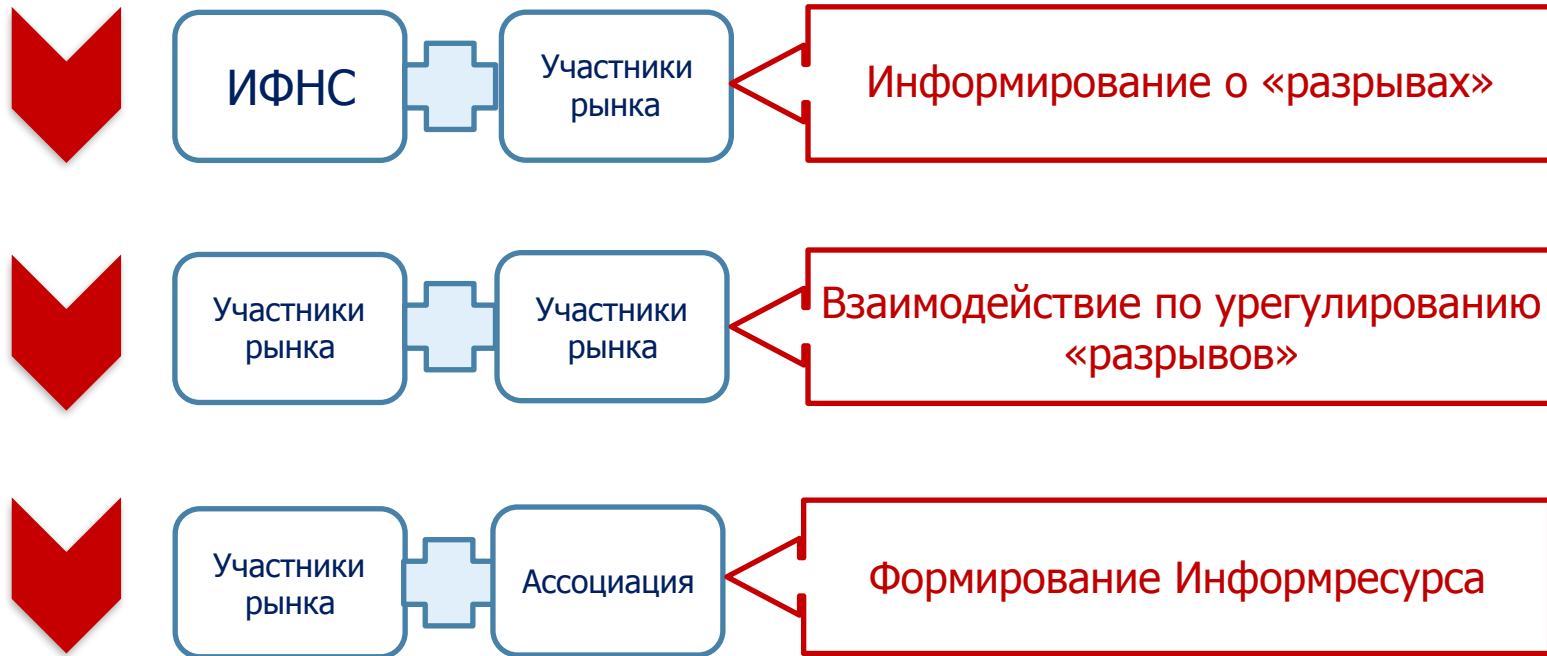 ИФНС
Участники
рынка
Информирование о «разрывах»
Участники
рынка
Участники
рынка
Взаимодействие по урегулированию
«разрывов»
Участники
рынка
Ассоциация
Формирование Информресурса